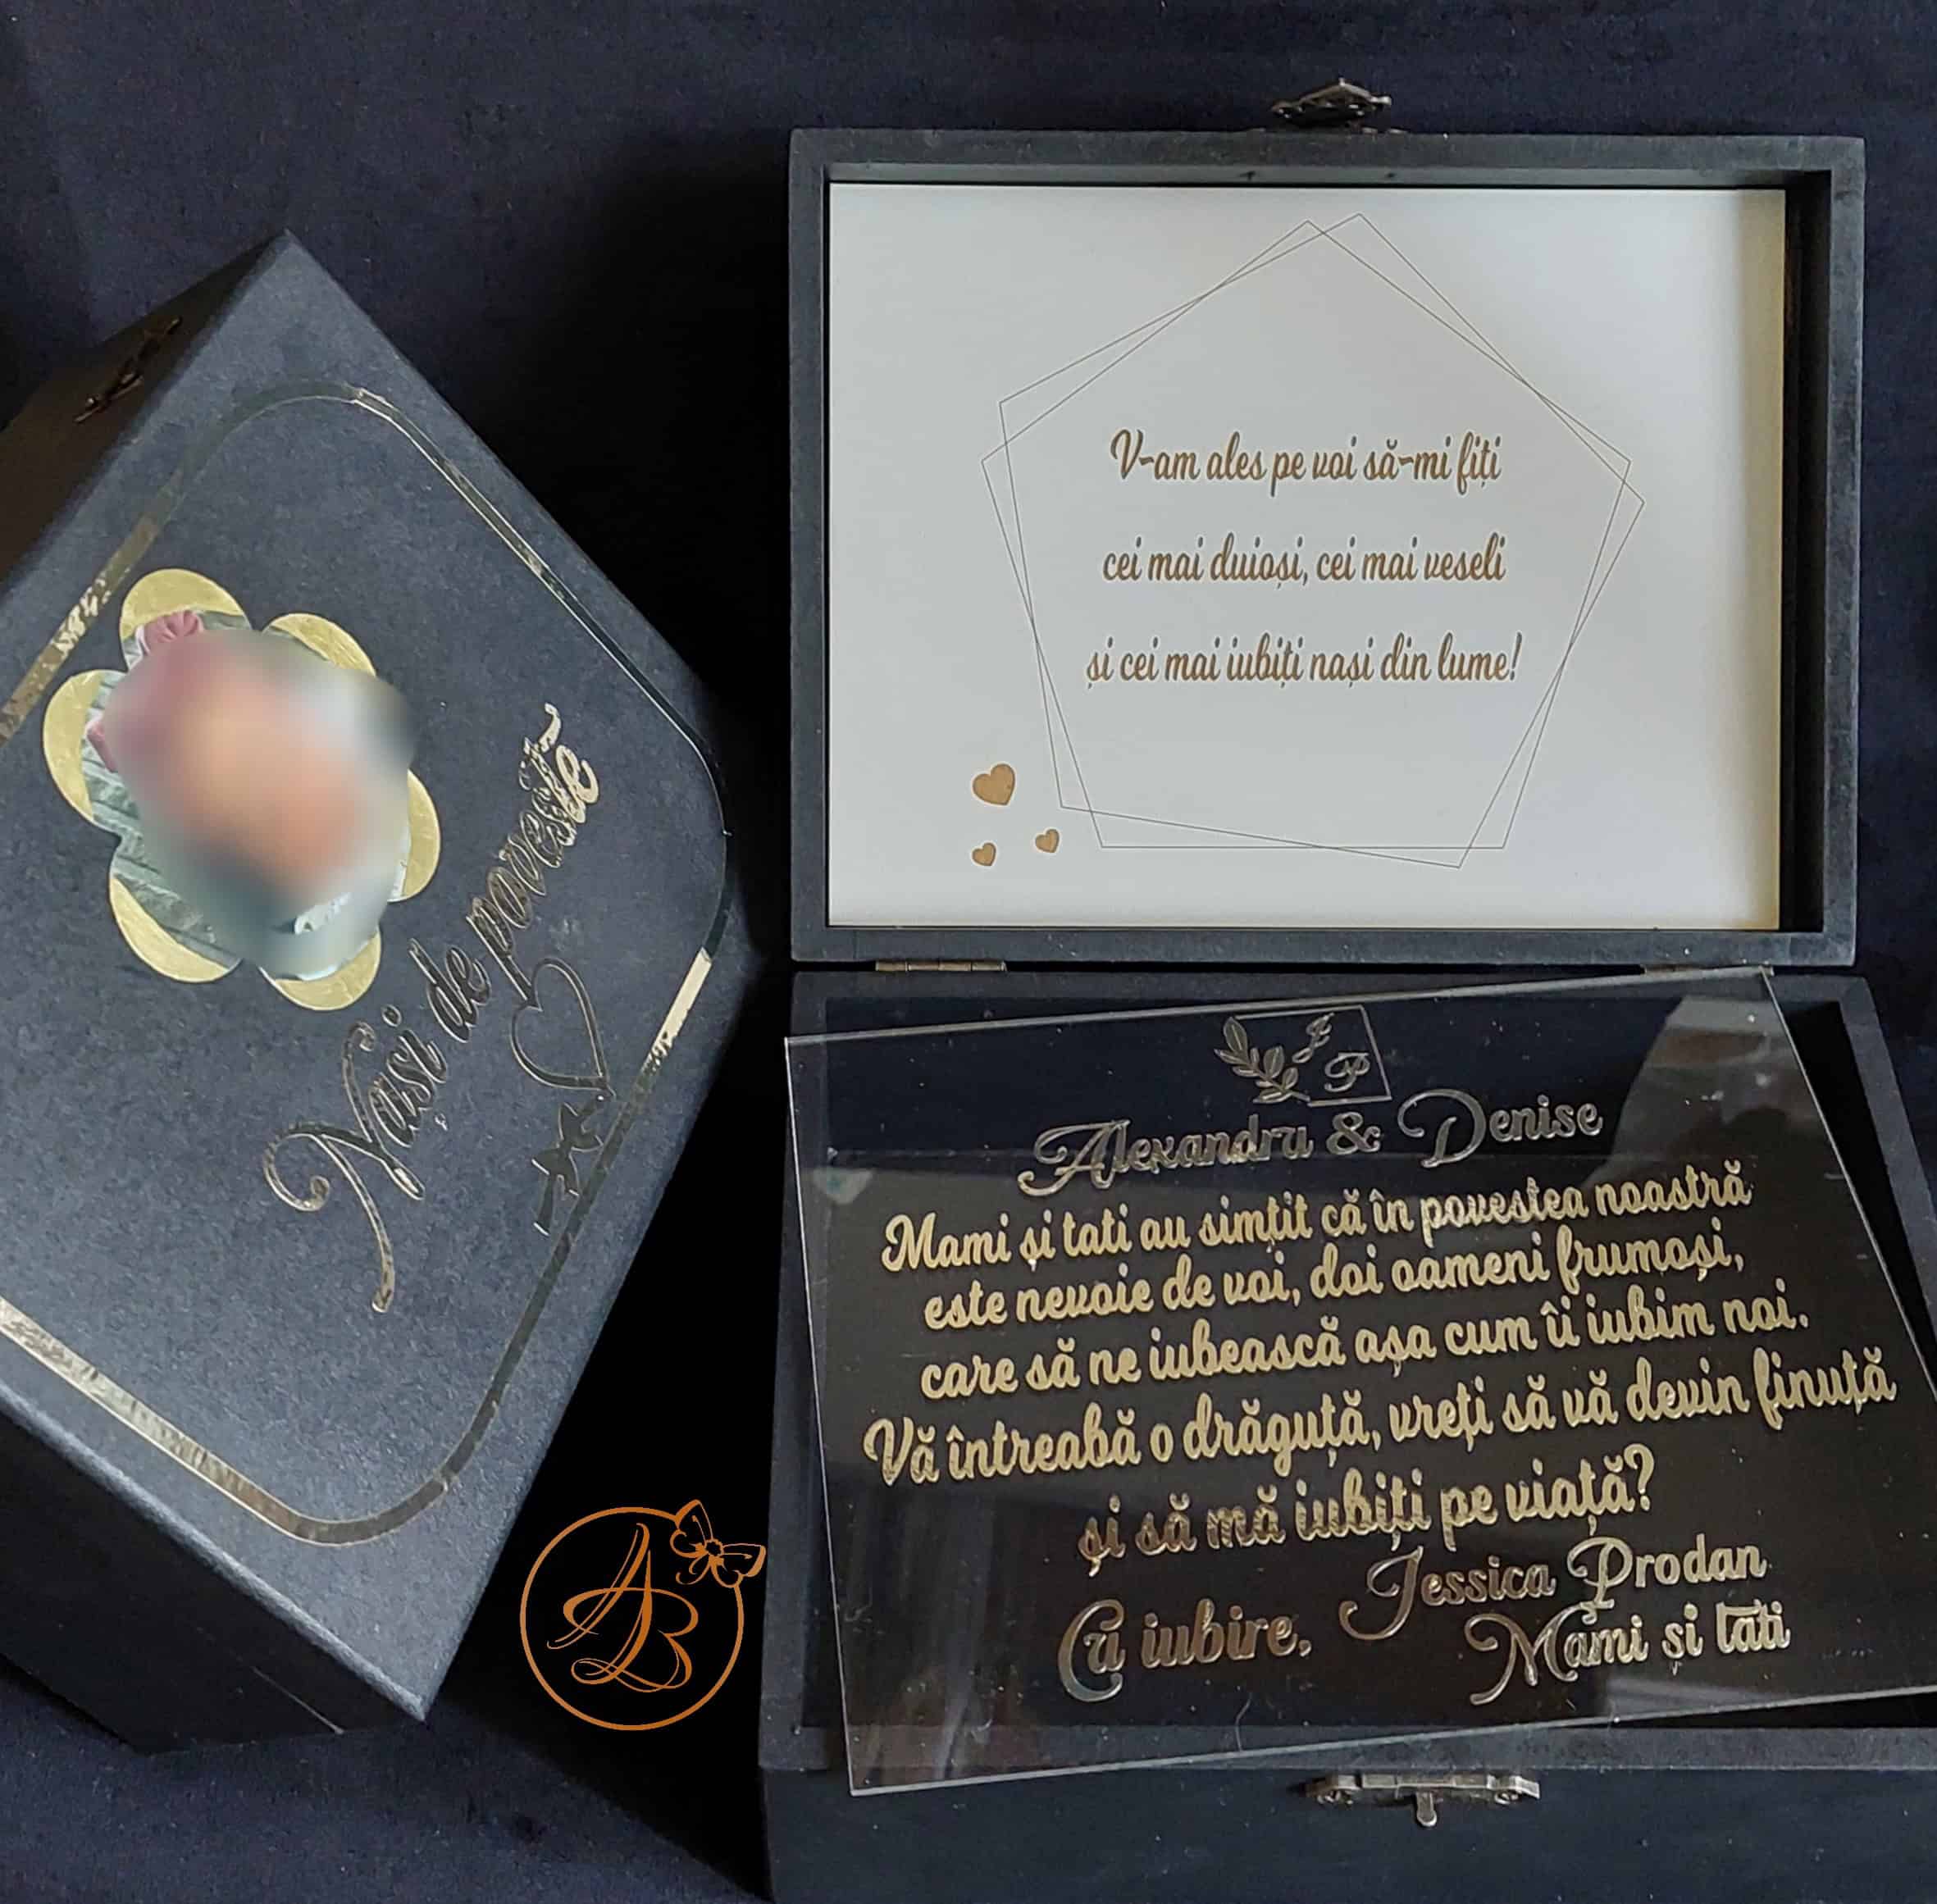 Nași de poveste
V-am ales pe voi să-mi fiți
cei mai duioși, cei mai veseli
și cei mai iubiți nași din lume!
J
P
Alexandru & Denise
Mami și tati au simțit că în povestea noastră
este nevoie de voi, doi oameni frumoși,
care să ne iubească așa cum îi iubim noi.
Vă întreabă o drăguță, vreți să vă devin finuță
și să mă iubiți pe viață?
Cu iubire, Jessica Prodan
Mami și tati
AB